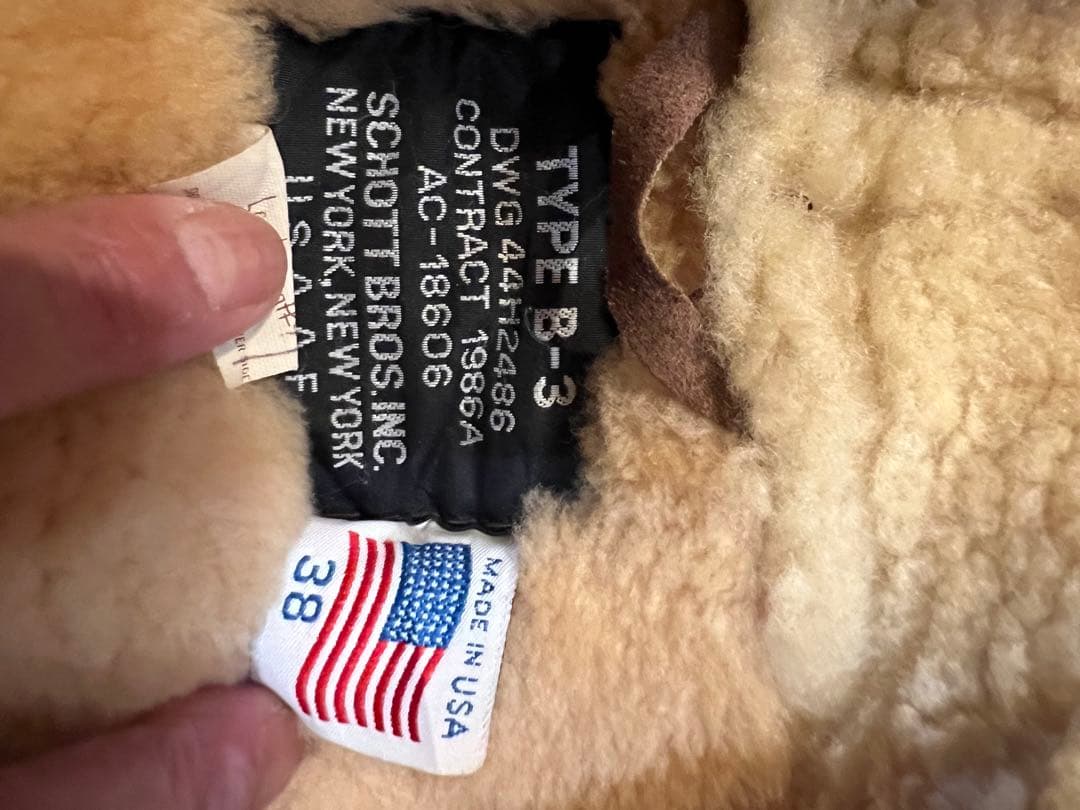 TYPE B-3
DWG 44H2486
CONTRACT 1986A
AC-18606
SCHOTT BROS. INC.
NEW YORK, NEW YORK
U S A A F
MADE IN USA
38